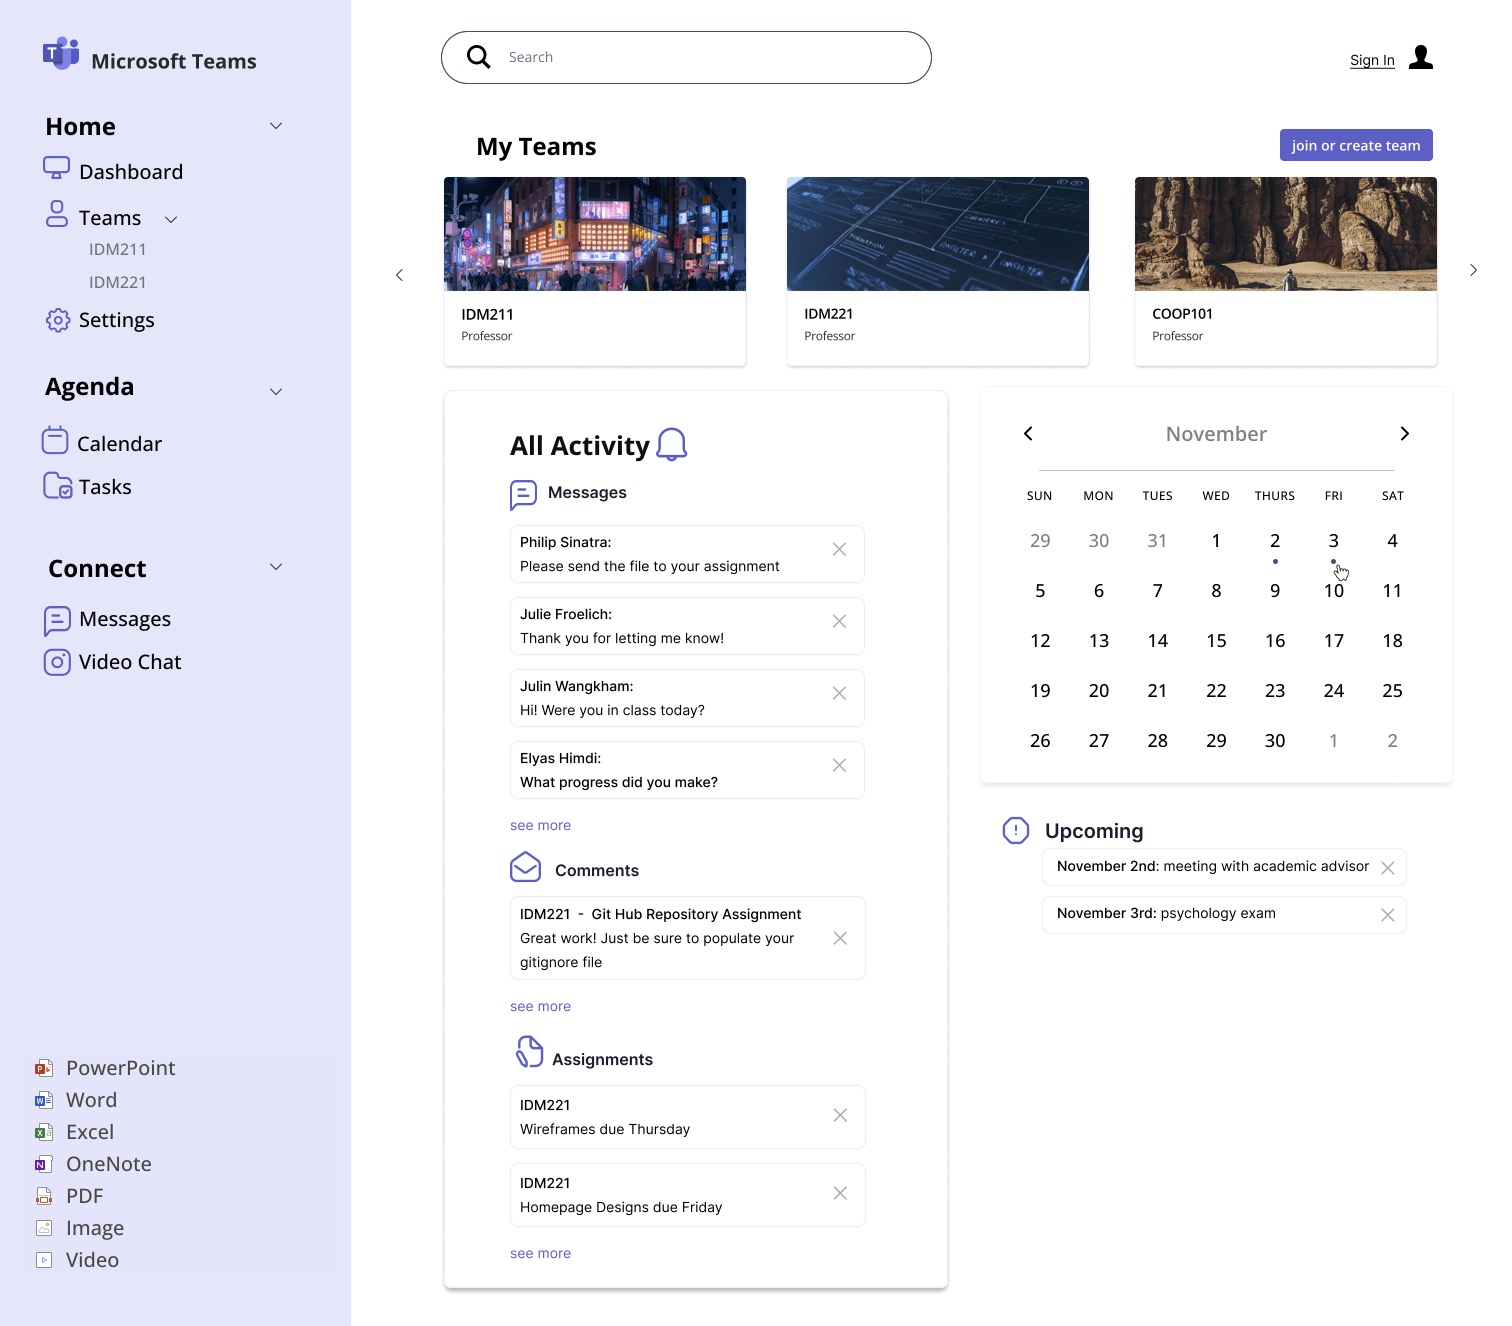 Microsoft Teams
Home
Dashboard
Teams
IDM211
IDM221
Settings
Agenda
Calendar
Tasks
Connect
Messages
Video Chat
PowerPoint
Word
Excel
OneNote
PDF
Image
Video
Search
Sign In
My Teams
join or create team
IDM211
Professor
IDM221
Professor
COOP101
Professor
All Activity
Messages
Philip Sinatra:
Please send the file to your assignment
Julie Froelich:
Thank you for letting me know!
Julin Wangkham:
Hi! Were you in class today?
Elyas Himdi:
What progress did you make?
see more
Comments
IDM221 - Git Hub Repository Assignment
Great work! Just be sure to populate your
gitignore file
see more
Assignments
IDM221
Wireframes due Thursday
IDM221
Homepage Designs due Friday
see more
November
SUN MON TUES WED THURS FRI SAT
29 30 31 1 2 3 4
5 6 7 8 9 10 11
12 13 14 15 16 17 18
19 20 21 22 23 24 25
26 27 28 29 30 1 2
Upcoming
November 2nd: meeting with academic advisor
November 3rd: psychology exam